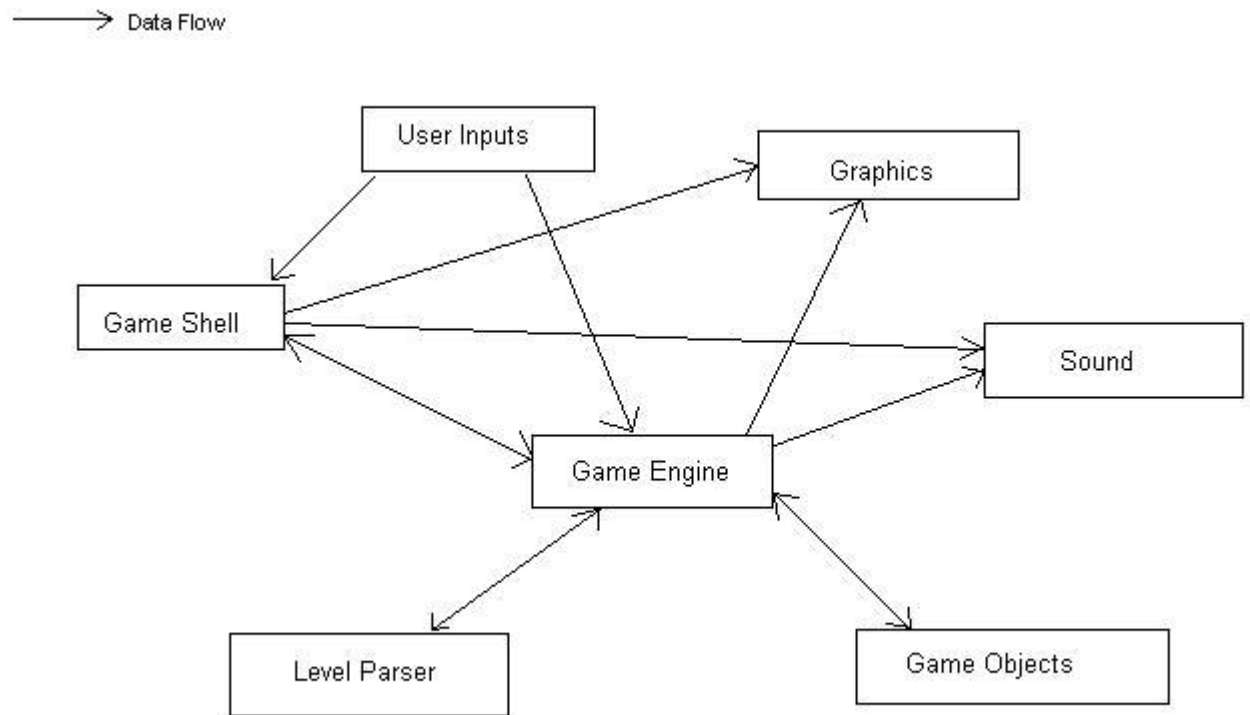 Data Flow
User Inputs
Graphics
Game Shell
Sound
Game Engine
Level Parser
Game Objects